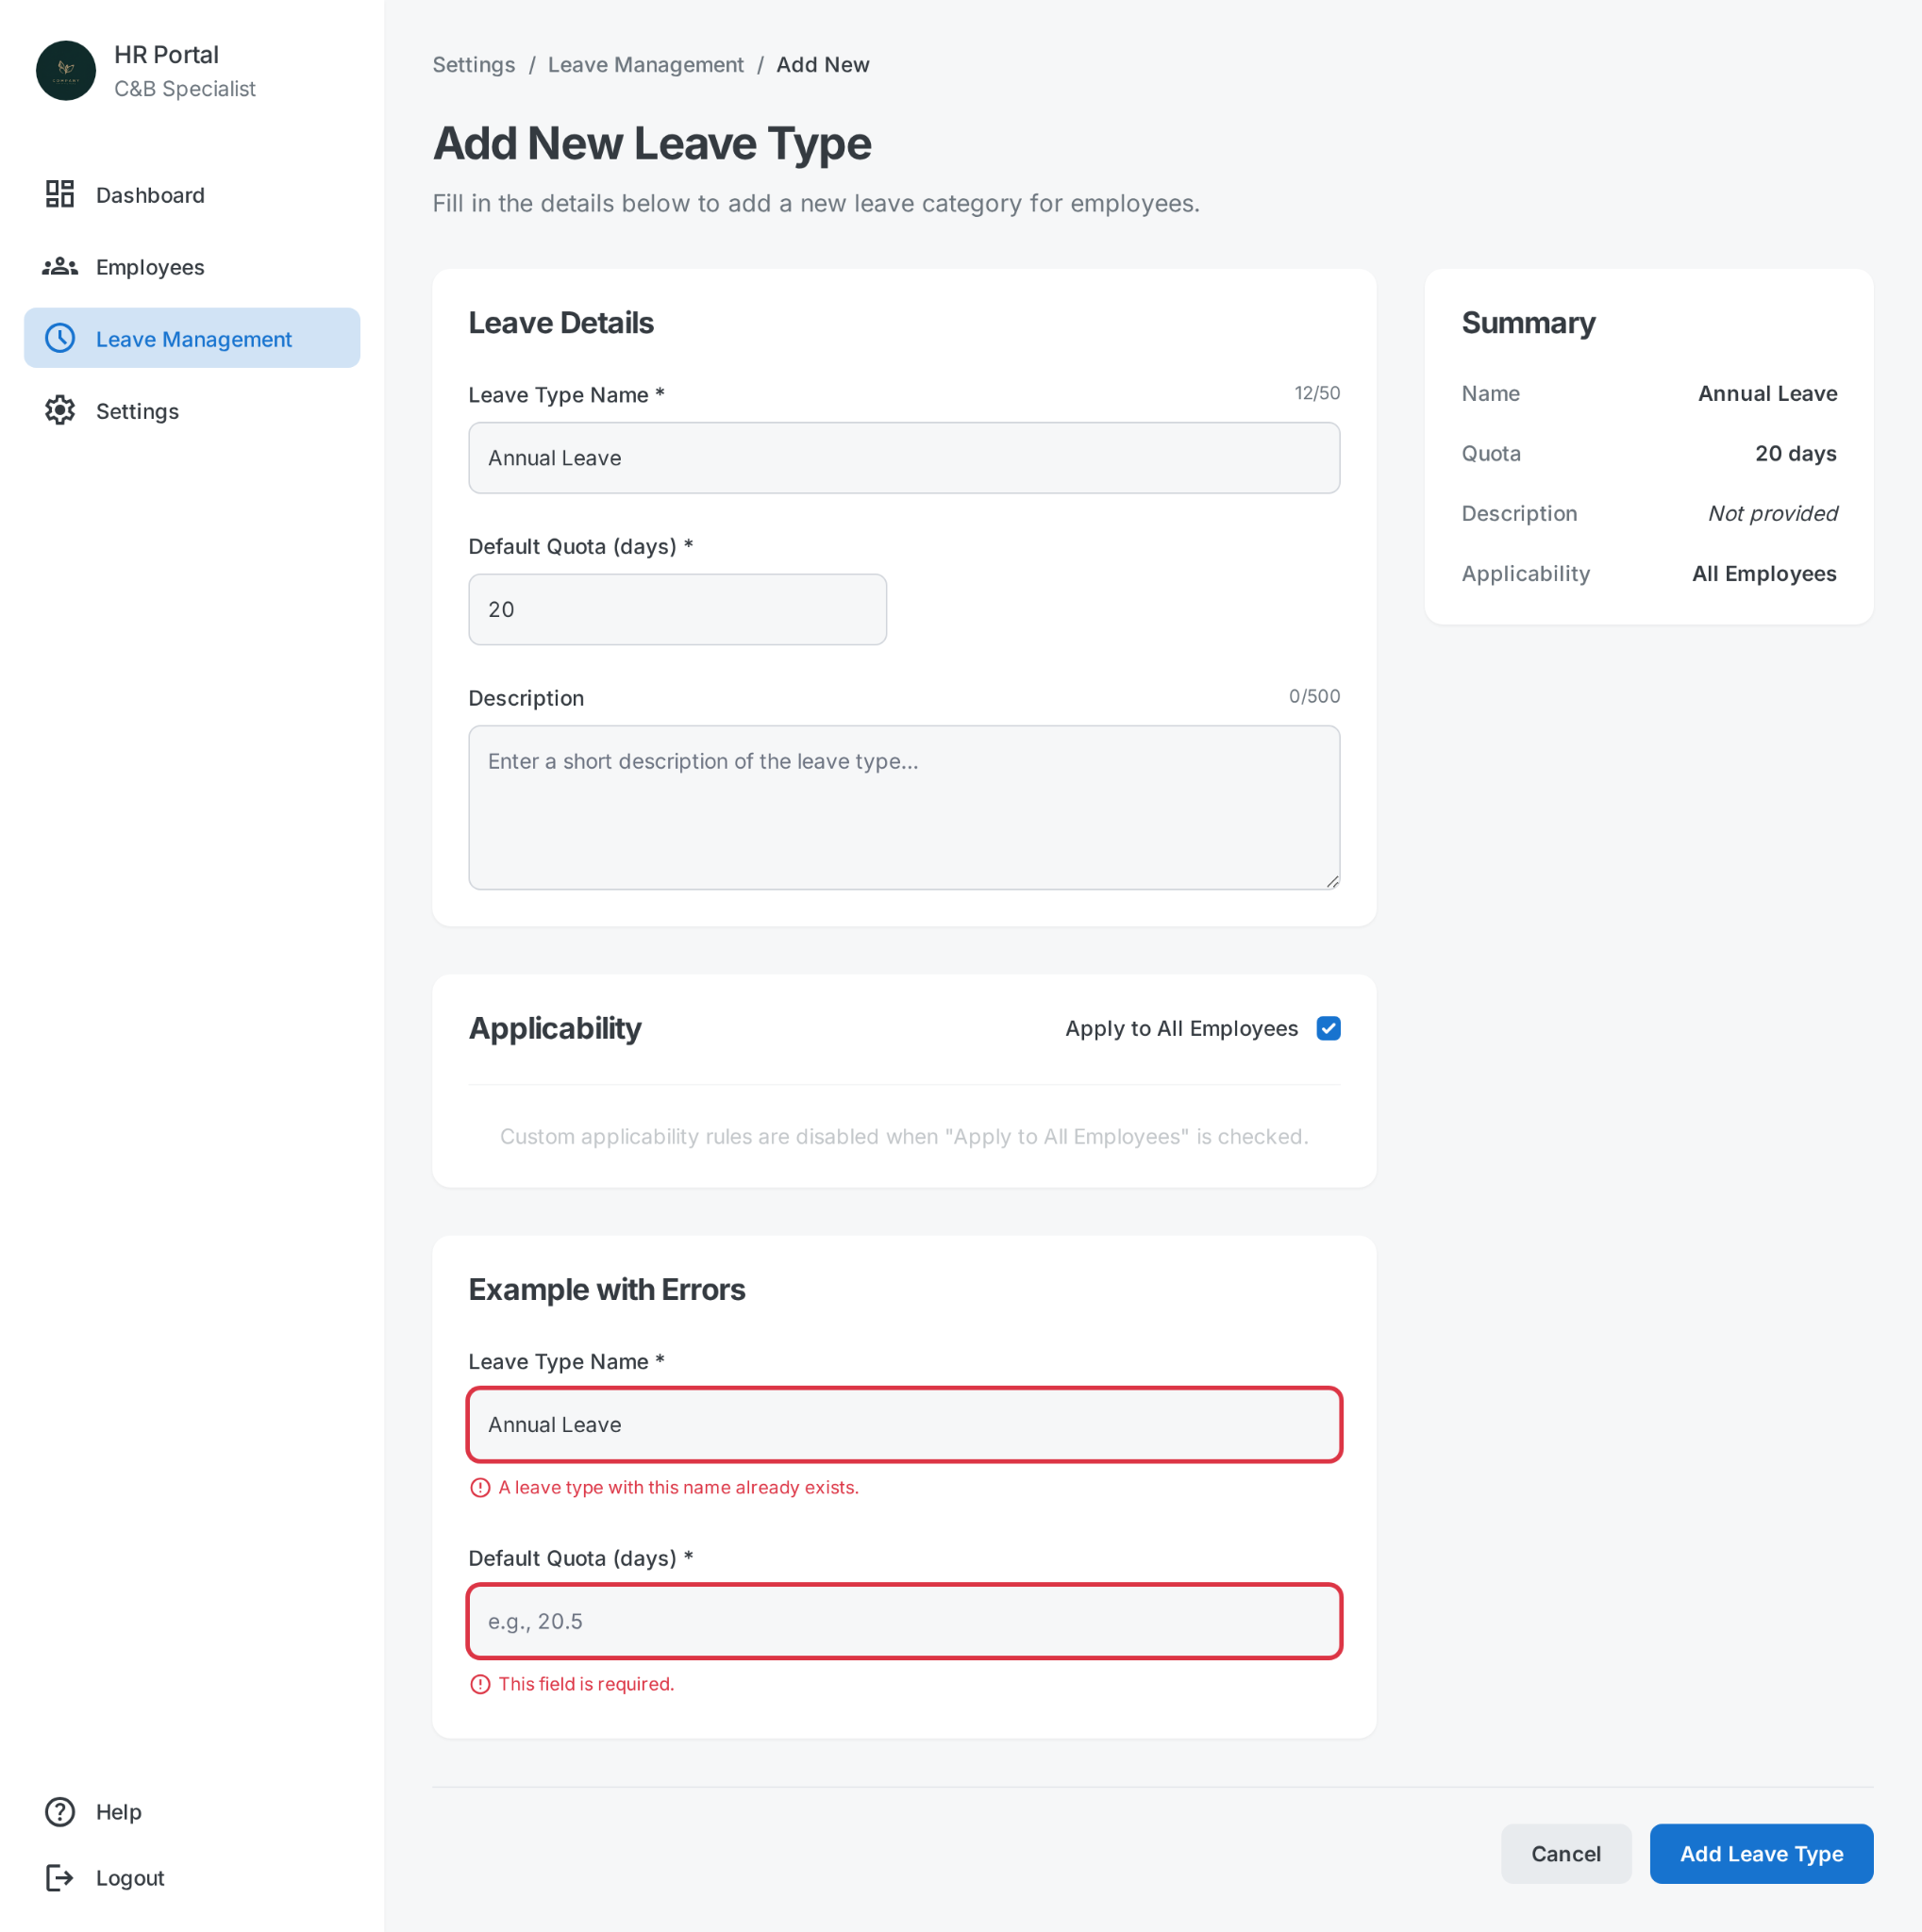 HR Portal
C&B Specialist
Dashboard
Employees
Leave Management
Settings
Help
Logout
Settings / Leave Management / Add New
Add New Leave Type
Fill in the details below to add a new leave category for employees.
Leave Details
Leave Type Name * 12/50
Annual Leave
Default Quota (days) *
20
Description 0/500
Enter a short description of the leave type...
Applicability Apply to All Employees
Custom applicability rules are disabled when "Apply to All Employees" is checked.
Example with Errors
Leave Type Name *
Annual Leave
A leave type with this name already exists.
Default Quota (days) *
e.g., 20.5
This field is required.
Summary
Name Annual Leave
Quota 20 days
Description Not provided
Applicability All Employees
Cancel Add Leave Type